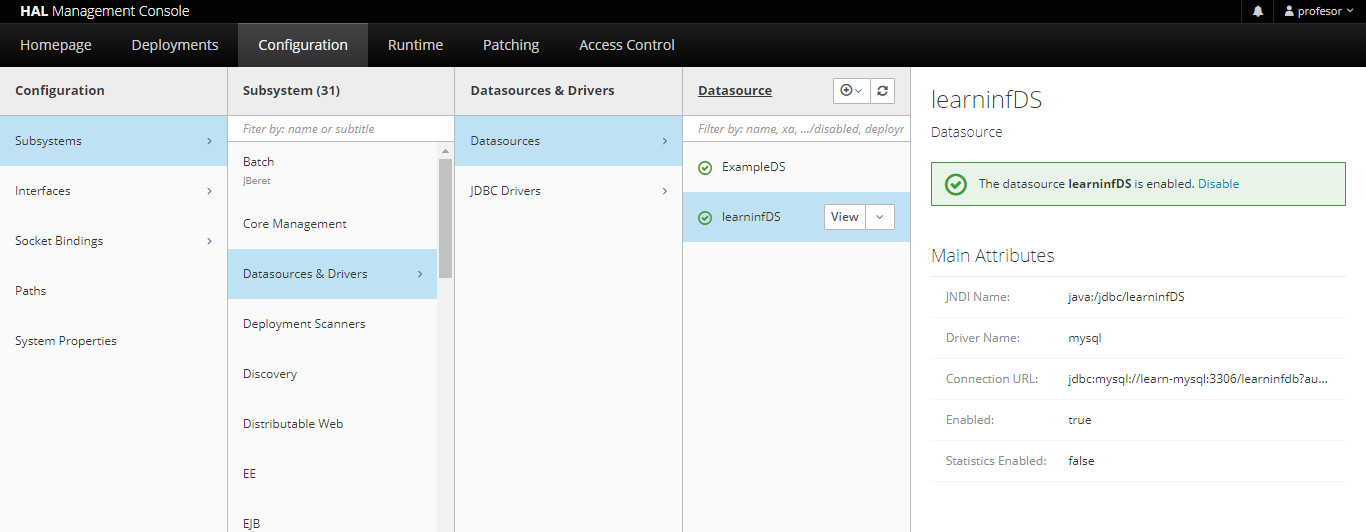 HAL Management Console
profesor
Homepage
Deployments
Configuration
Runtime
Patching
Access Control
Configuration
Subsystems
Interfaces
Socket Bindings
Paths
System Properties
Subsystem (31)
Fiter by: name or subtitle
Batch
JBeret
Core Management
Datasources & Drivers
Deployment Scanners
Discovery
Distributable Web
EE
EJB
Datasources & Drivers
Datasources
JDBC Drivers
Datasource
Filter by: name, xa, .../disabled, deployr
ExampleDS
learninfDS
View
learninfDS
Datasource
The datasource learninfDS is enabled. Disable
Main Attributes
JNDI Name: java:/jdbc/learninfDS
Driver Name: mysql
Connection URL: jdbc:mysql://learn-mysql:3306/learninfdb?au...
Enabled: true
Statistics Enabled: false